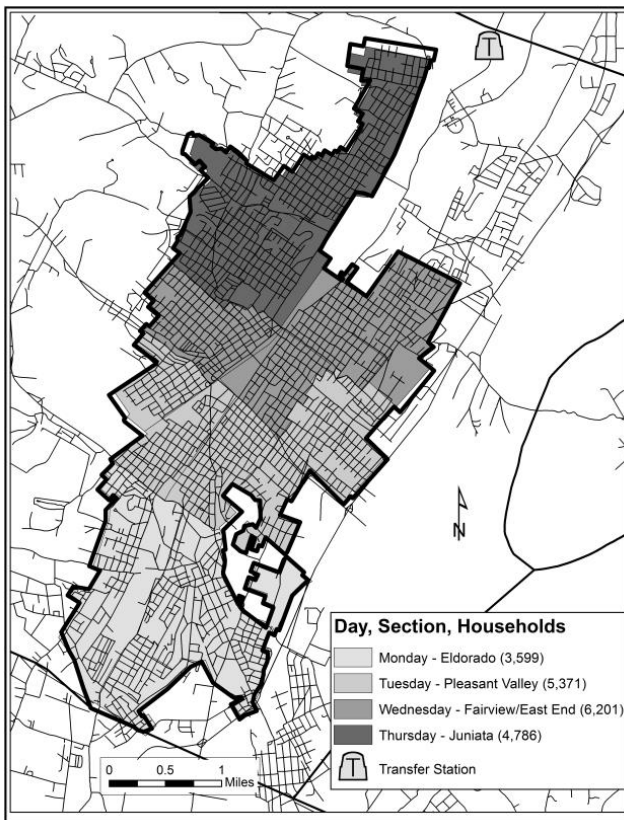 T
N
Day, Section, Households
Monday - Eldorado (3,599)
Tuesday - Pleasant Valley (5,371)
Wednesday - Fairview/East End (6,201)
Thursday - Juniata (4,786)
T Transfer Station
0 0.5 1
Miles